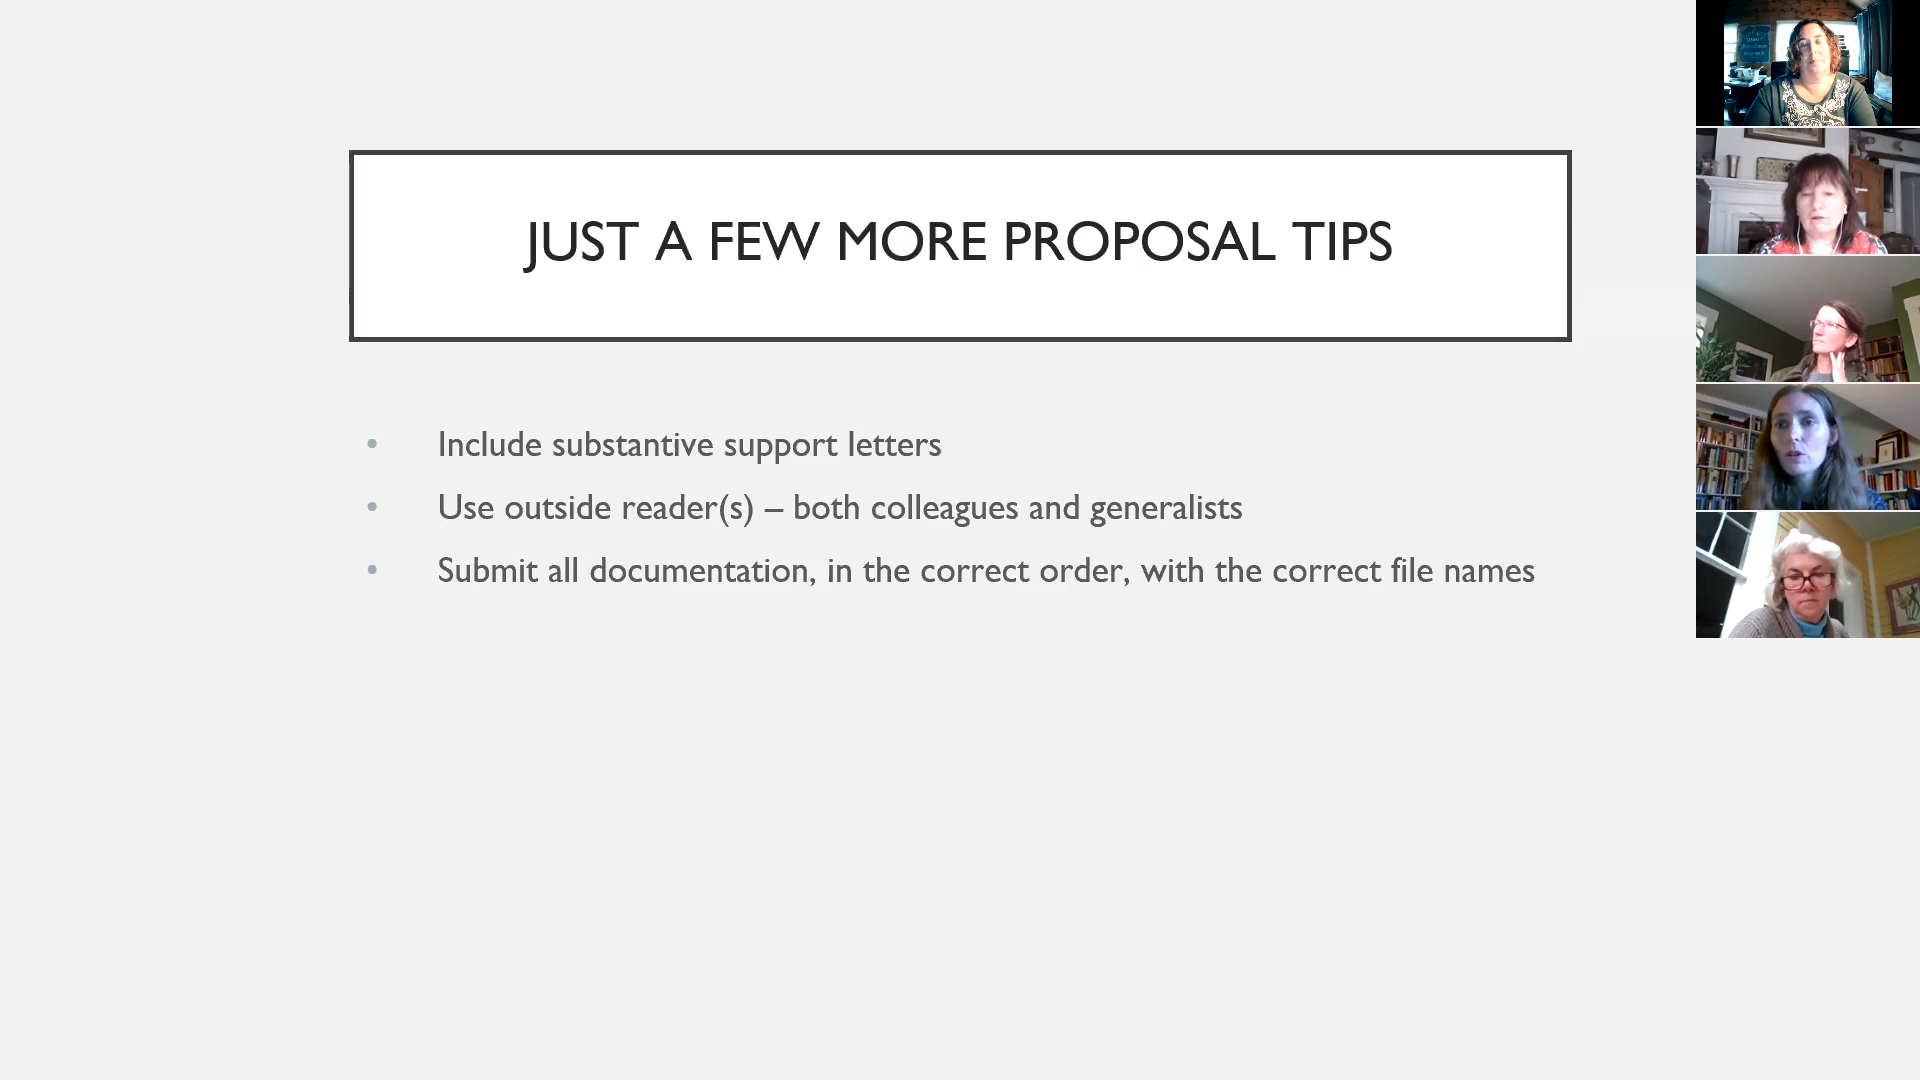 JUST A FEW MORE PROPOSAL TIPS
• Include substantive support letters
• Use outside reader(s) – both colleagues and generalists
• Submit all documentation, in the correct order, with the correct file names